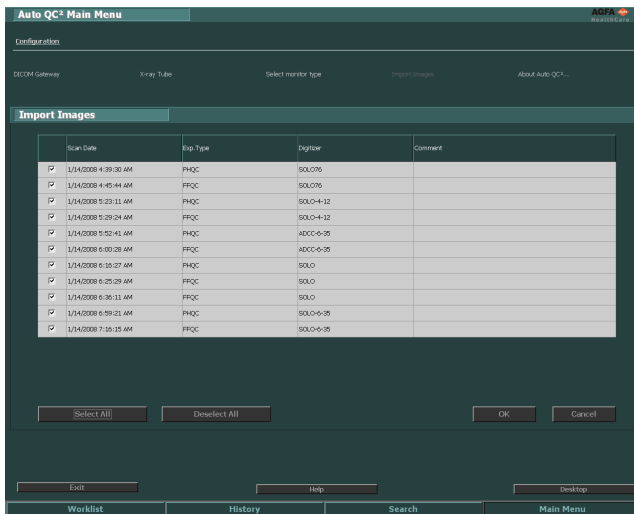 Auto QC² Main Menu
AGFA
HealthCare
Configuration
DICOM Gateway X-ray Tube Select monitor type Import Images About Auto QC²...
Import Images
Scan Date Exp.Type Digitizer Comment
1/14/2008 4:39:30 AM PHQC SOLO76
1/14/2008 4:45:44 AM FFQC SOLO76
1/14/2008 5:23:11 AM PHQC SOLO-4-12
1/14/2008 5:29:24 AM FFQC SOLO-4-12
1/14/2008 5:52:41 AM PHQC ADCC-6-35
1/14/2008 6:00:28 AM FFQC ADCC-6-35
1/14/2008 6:16:27 AM PHQC SOLO
1/14/2008 6:25:29 AM FFQC SOLO
1/14/2008 6:36:11 AM FFQC SOLO
1/14/2008 6:59:21 AM PHQC SOLO-6-35
1/14/2008 7:16:15 AM FFQC SOLO-6-35
Select All Deselect All OK Cancel
Exit Help Desktop
Worklist History Search Main Menu